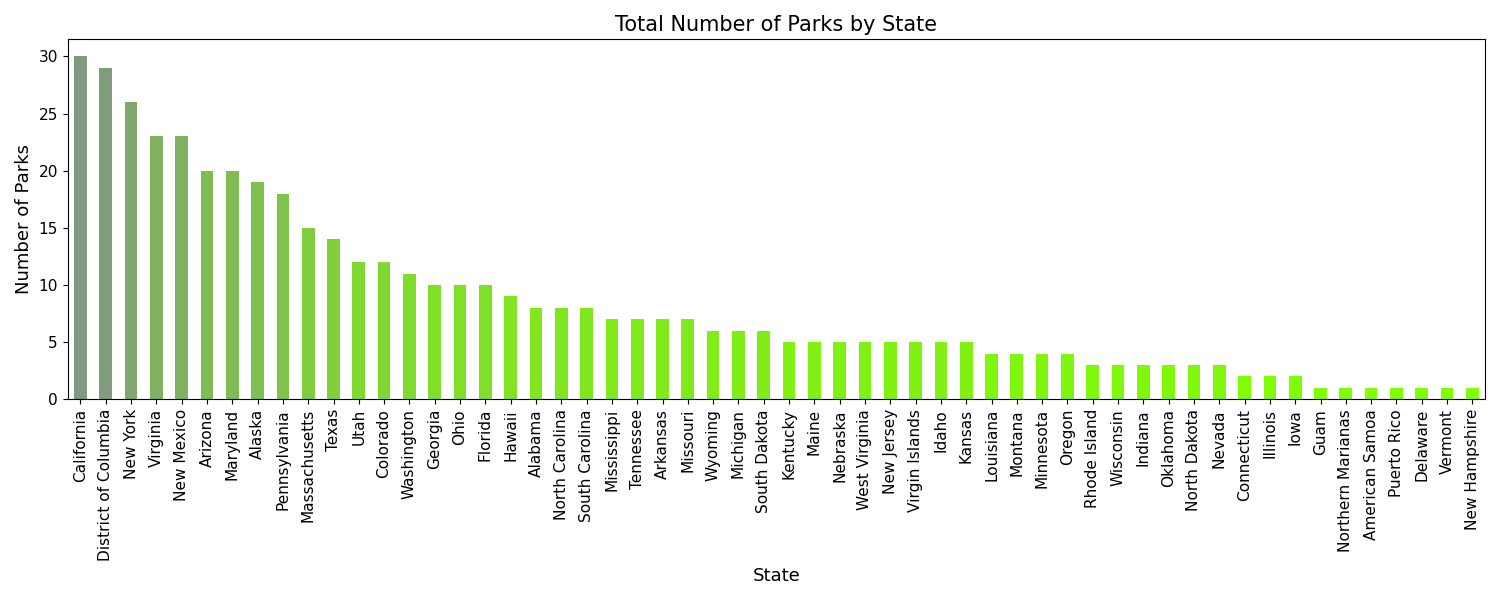 Total Number of Parks by State
Number of Parks
30
25
20
15
10
5
0
California
District of Columbia
New York
Virginia
New Mexico
Arizona
Maryland
Alaska
Pennsylvania
Massachusetts
Texas
Utah
Colorado
Washington
Georgia
Ohio
Florida
Hawaii
Alabama
North Carolina
South Carolina
Mississippi
Tennessee
Arkansas
Missouri
Wyoming
Michigan
South Dakota
Kentucky
Maine
Nebraska
West Virginia
New Jersey
Virgin Islands
Idaho
Kansas
Louisiana
Montana
Minnesota
Oregon
Rhode Island
Wisconsin
Indiana
Oklahoma
North Dakota
Nevada
Connecticut
Illinois
Iowa
Guam
Northern Marianas
American Samoa
Puerto Rico
Delaware
Vermont
New Hampshire
State